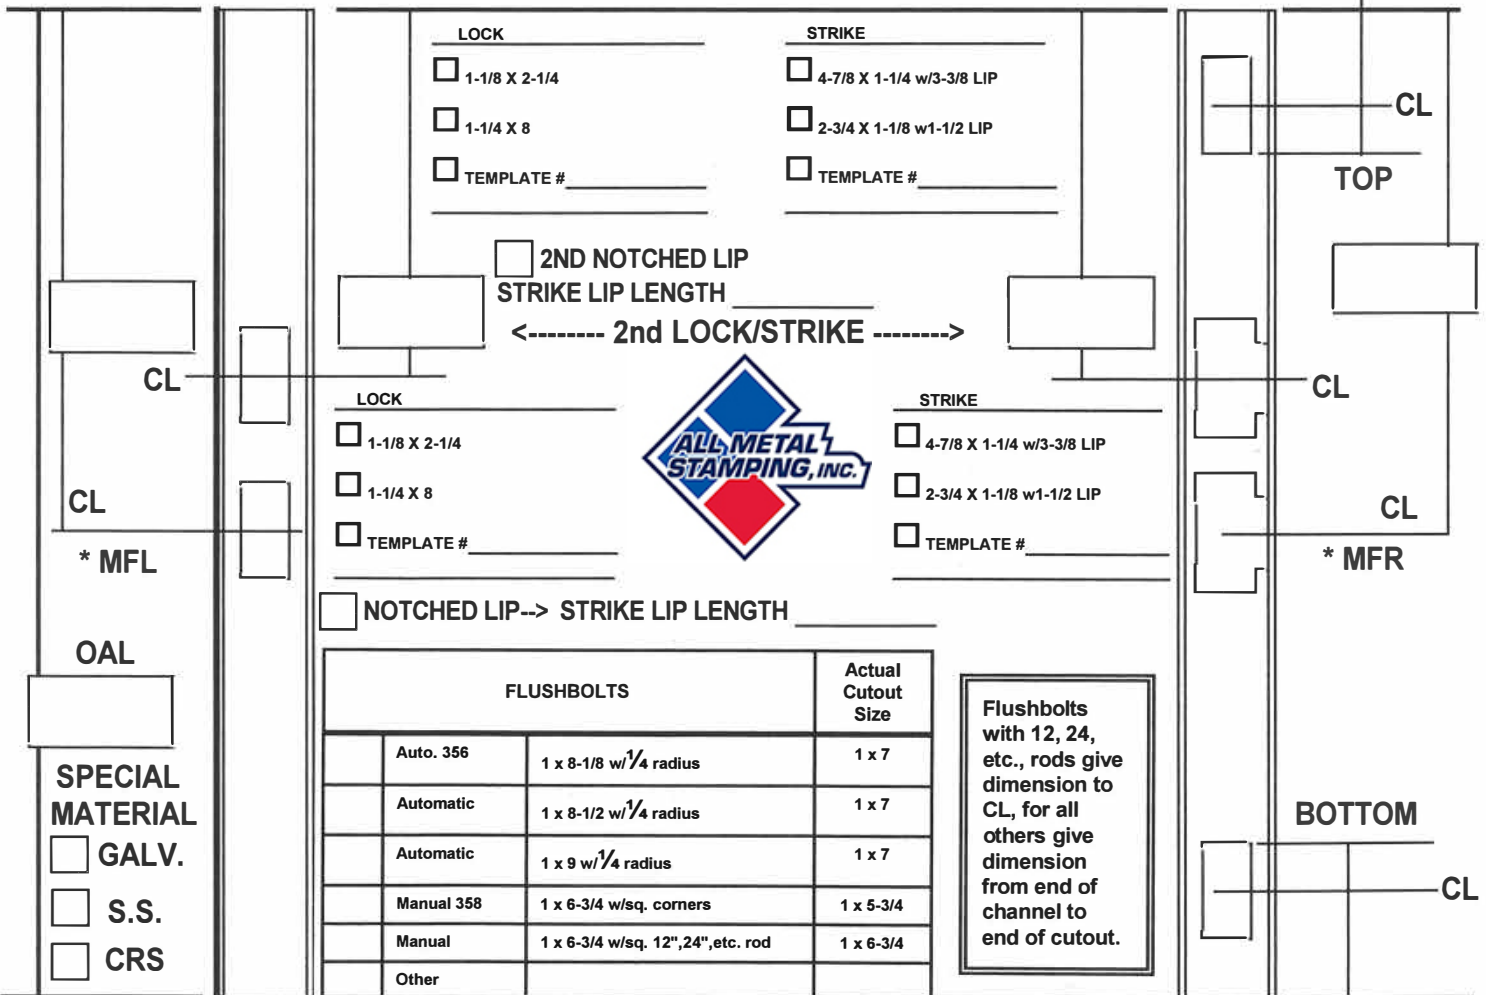 LOCK
1-1/8 X 2-1/4
1-1/4 X 8
TEMPLATE #
STRIKE
4-7/8 X 1-1/4 w/3-3/8 LIP
2-3/4 X 1-1/8 w1-1/2 LIP
TEMPLATE #
CL
TOP
2ND NOTCHED LIP
STRIKE LIP LENGTH
<-------- 2nd LOCK/STRIKE -------->
CL
CL
LOCK
1-1/8 X 2-1/4
1-1/4 X 8
TEMPLATE #
ALL METAL
STAMPING, INC.
STRIKE
4-7/8 X 1-1/4 w/3-3/8 LIP
2-3/4 X 1-1/8 w1-1/2 LIP
TEMPLATE #
CL
* MFL
CL
* MFR
NOTCHED LIP--> STRIKE LIP LENGTH
OAL
SPECIAL
MATERIAL
GALV.
S.S.
CRS
FLUSHBOLTS
Actual
Cutout
Size
Auto. 356 1 x 8-1/8 w/¼ radius 1 x 7
Automatic 1 x 8-1/2 w/¼ radius 1 x 7
Automatic 1 x 9 w/¼ radius 1 x 7
Manual 358 1 x 6-3/4 w/sq. corners 1 x 5-3/4
Manual 1 x 6-3/4 w/sq. 12",24",etc. rod 1 x 6-3/4
Other
Flushbolts
with 12, 24,
etc., rods give
dimension to
CL, for all
others give
dimension
from end of
channel to
end of cutout.
BOTTOM
CL